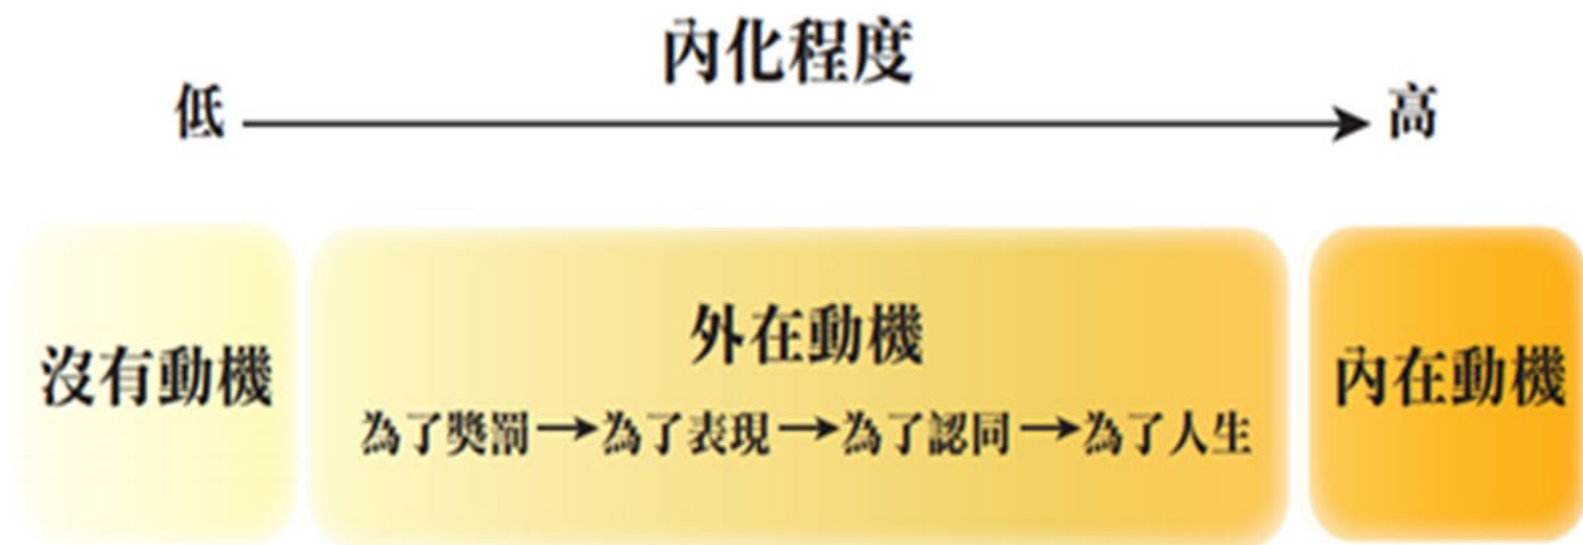 內化程度
低 高
沒有動機
外在動機
為了獎罰→為了表現→為了認同→為了人生
內在動機